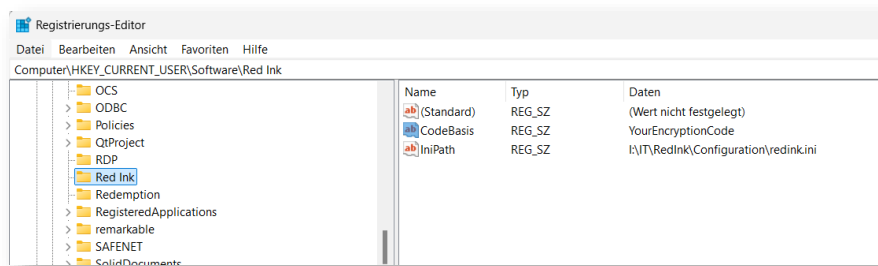 Registrierungs-Editor
Datei Bearbeiten Ansicht Favoriten Hilfe
Computer\HKEY_CURRENT_USER\Software\Red Ink
OCS
ODBC
Policies
QtProject
RDP
Red Ink
Redemption
RegisteredApplications
remarkable
SAFENET
SolidDocuments
Name Typ Daten
(Standard) REG_SZ (Wert nicht festgelegt)
CodeBasis REG_SZ YourEncryptionCode
IniPath REG_SZ I:\IT\RedInk\Configuration\redink.ini